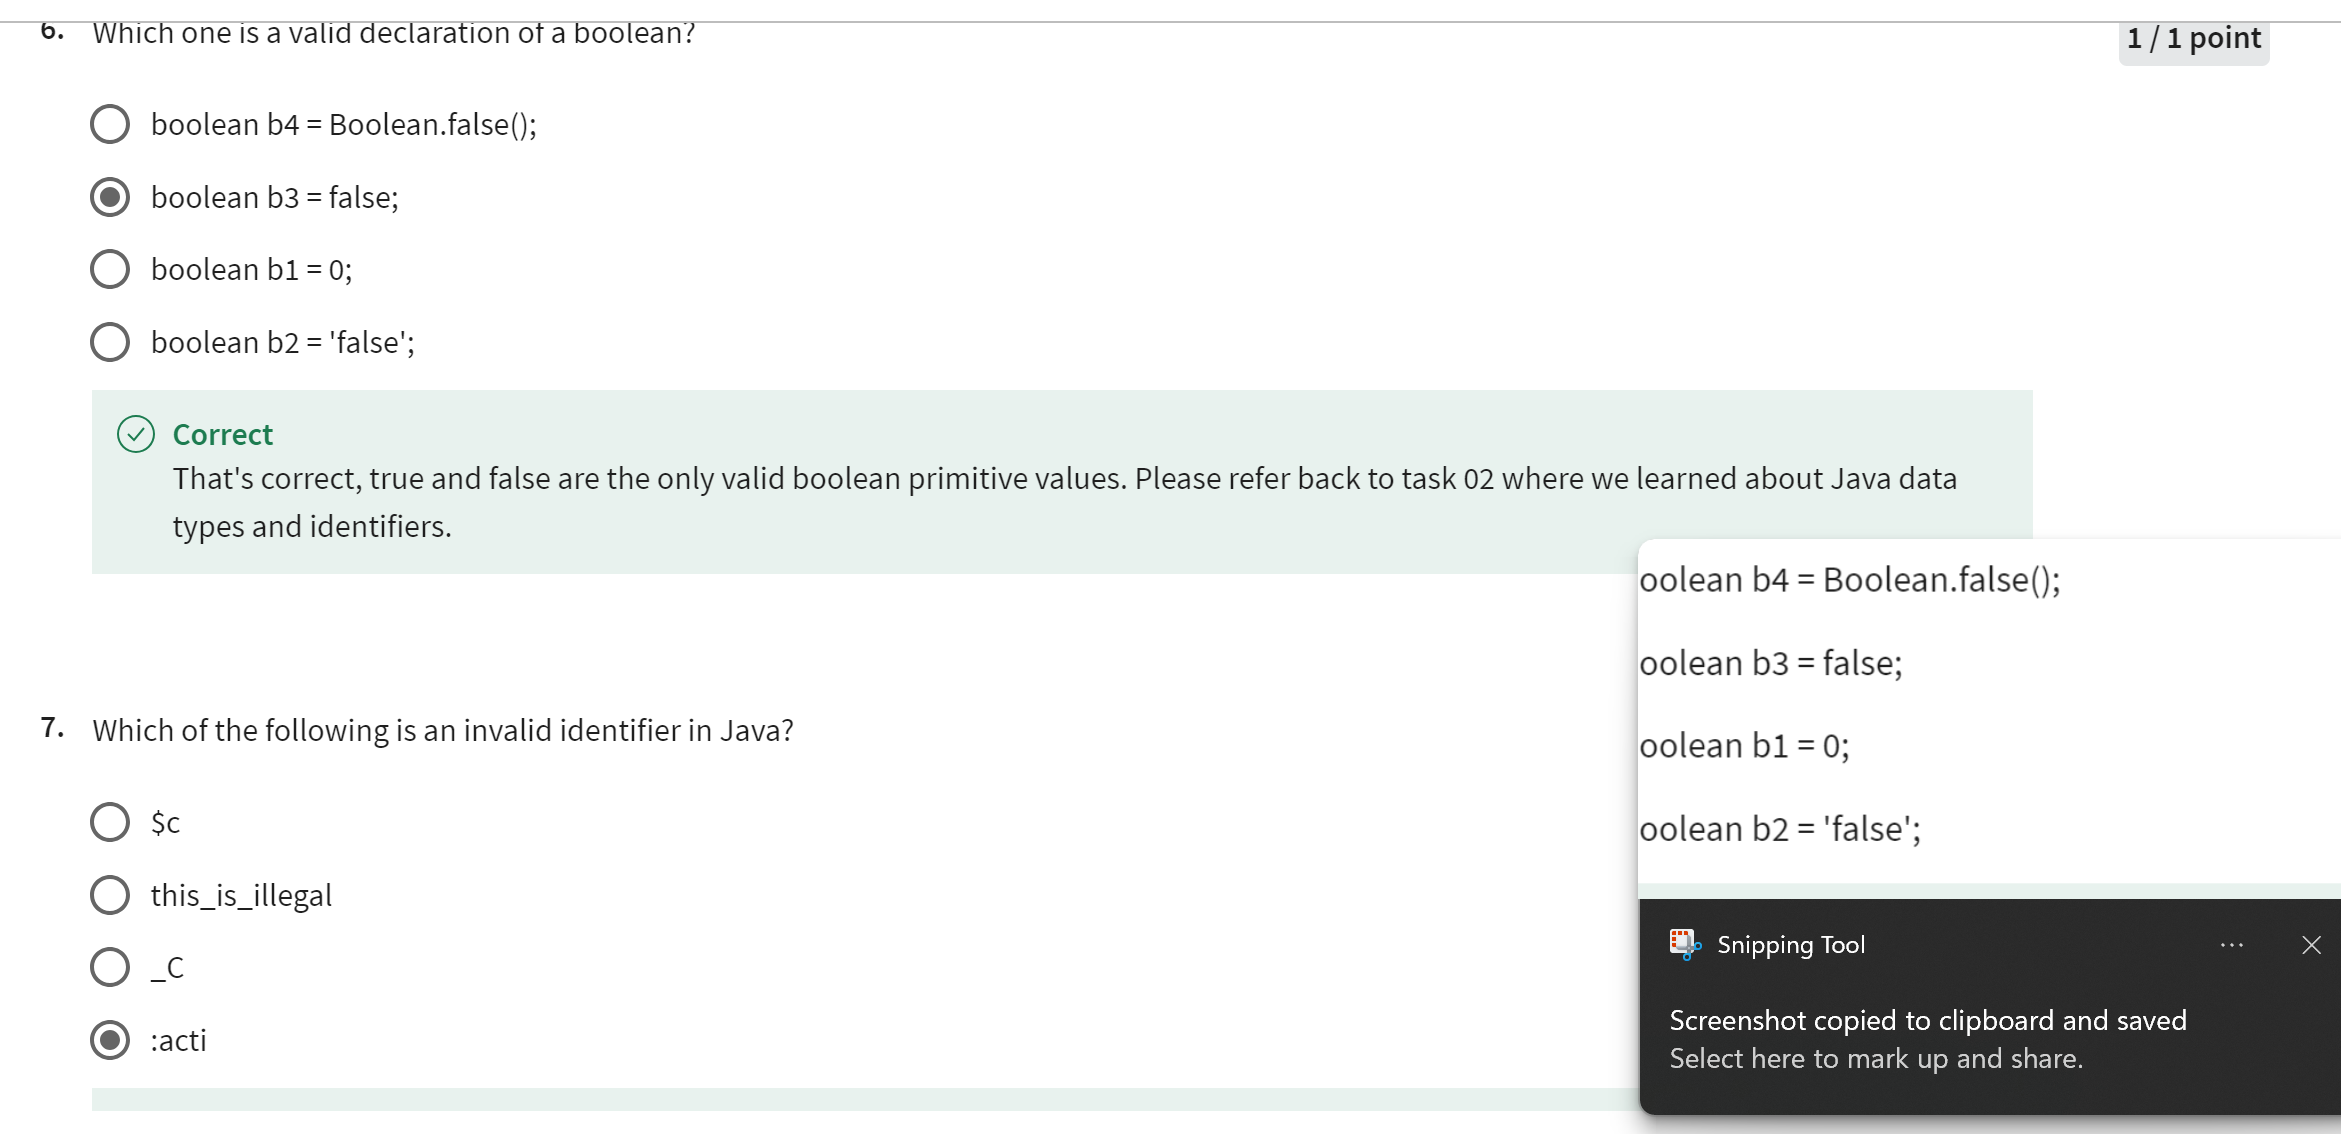 6. Which one is a valid declaration of a boolean?
1 / 1 point
boolean b4 = Boolean.false();
boolean b3 = false;
boolean b1 = 0;
boolean b2 = 'false';
Correct
That's correct, true and false are the only valid boolean primitive values. Please refer back to task 02 where we learned about Java data
types and identifiers.
7. Which of the following is an invalid identifier in Java?
$c
this_is_illegal
_C
:acti
oolean b4 = Boolean.false();
oolean b3 = false;
oolean b1 = 0;
oolean b2 = 'false';
Snipping Tool
Screenshot copied to clipboard and saved
Select here to mark up and share.